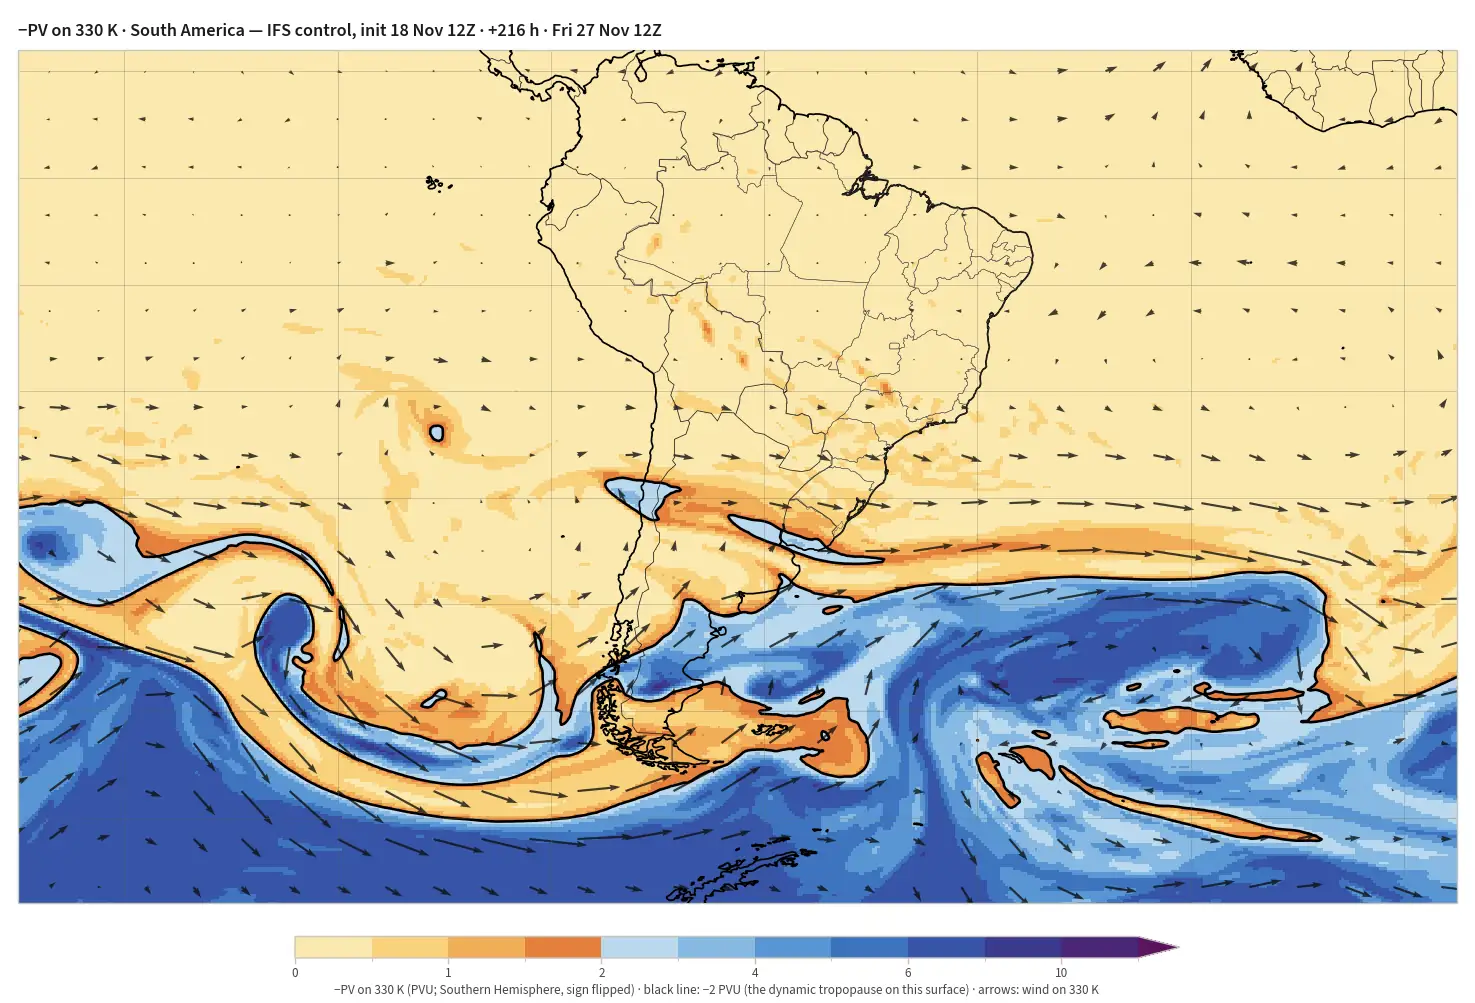 −PV on 330 K · South America — IFS control, init 18 Nov 12Z · +216 h · Fri 27 Nov 12Z
0 1 2 4 6 10
−PV on 330 K (PVU; Southern Hemisphere, sign flipped) · black line: −2 PVU (the dynamic tropopause on this surface) · arrows: wind on 330 K